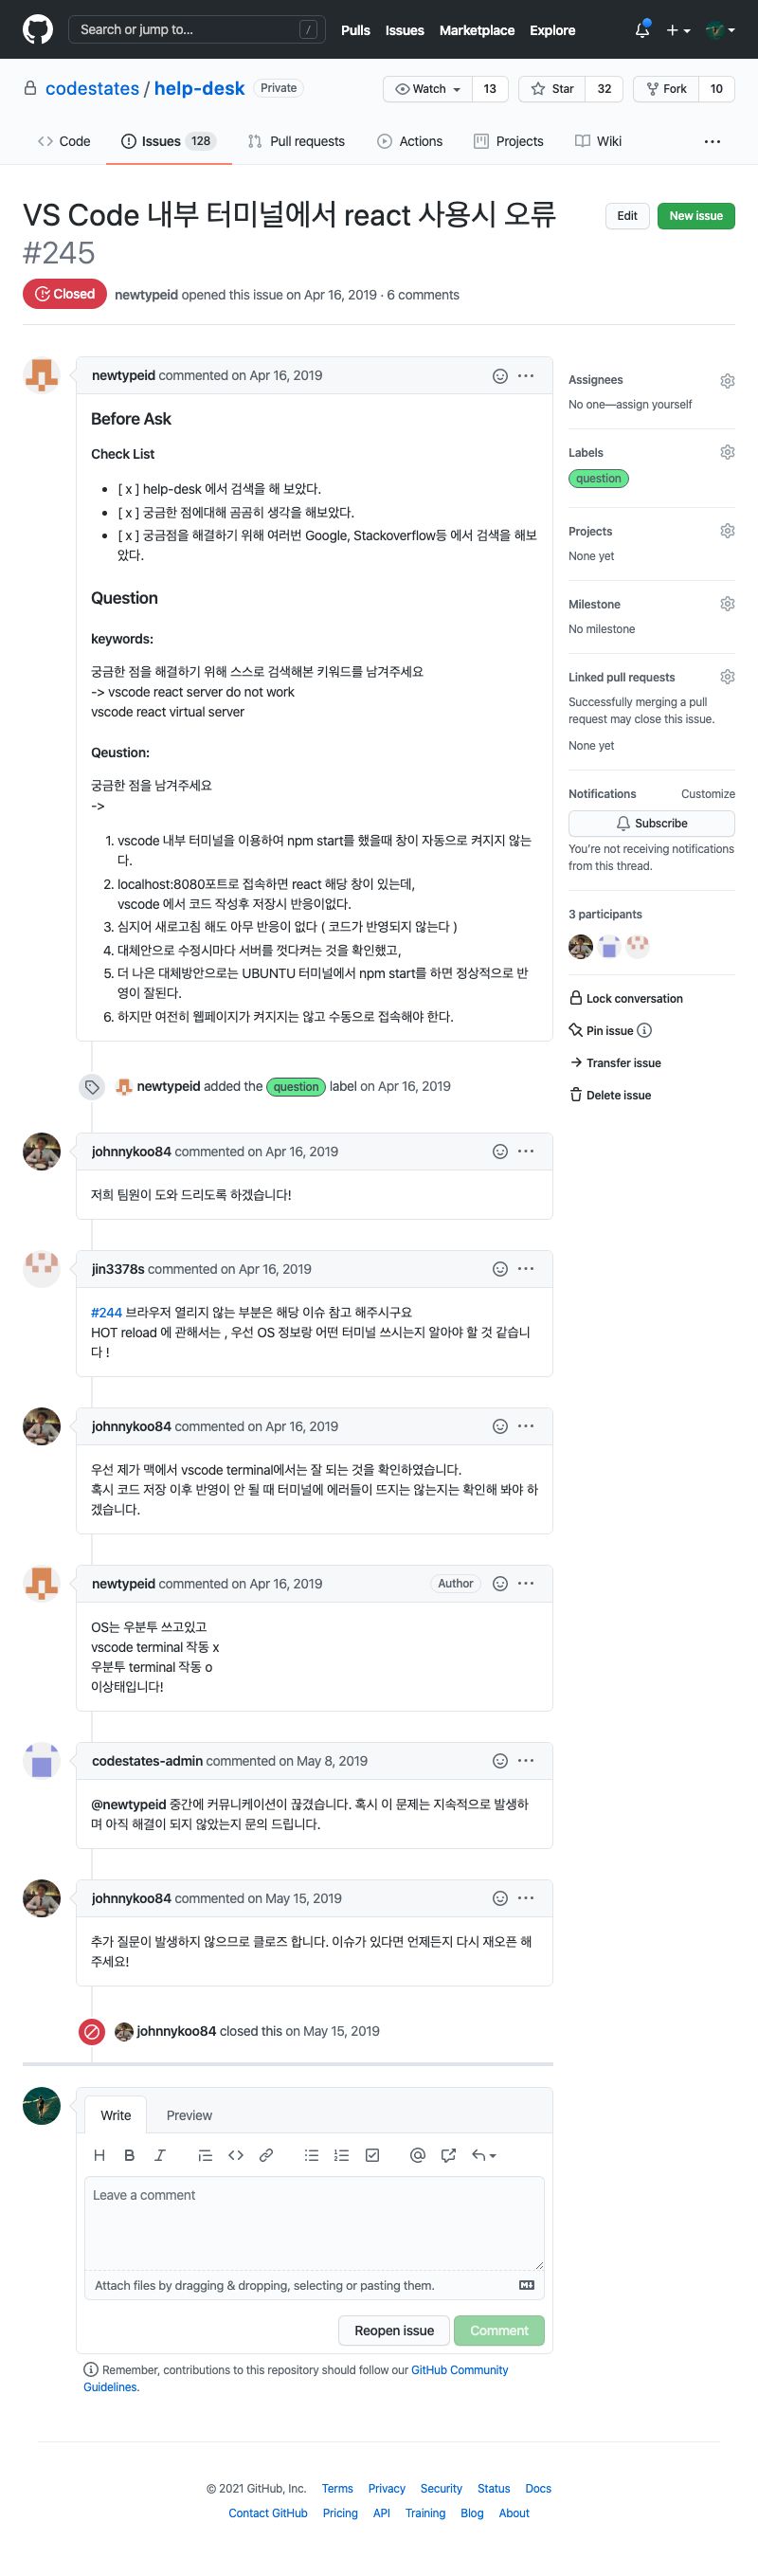 Search or jump to...
/
Pulls
Issues
Marketplace
Explore
codestates / help-desk
Private
Watch
13
Star
32
Fork
10
Code
Issues 128
Pull requests
Actions
Projects
Wiki
VS Code 내부 터미널에서 react 사용시 오류
#245
Edit
New issue
Closed
newtypeid opened this issue on Apr 16, 2019 · 6 comments
newtypeid commented on Apr 16, 2019
Before Ask
Check List
[ x ] help-desk 에서 검색을 해 보았다.
[ x ] 궁금한 점에대해 곰곰히 생각을 해보았다.
[ x ] 궁금점을 해결하기 위해 여러번 Google, Stackoverflow등 에서 검색을 해보
았다.
Question
keywords:
궁금한 점을 해결하기 위해 스스로 검색해본 키워드를 남겨주세요
-> vscode react server do not work
vscode react virtual server
Qeustion:
궁금한 점을 남겨주세요
->
1. vscode 내부 터미널을 이용하여 npm start를 했을때 창이 자동으로 켜지지 않는
다.
2. localhost:8080포트로 접속하면 react 해당 창이 있는데,
vscode 에서 코드 작성후 저장시 반응이없다.
3. 심지어 새로고침 해도 아무 반응이 없다 ( 코드가 반영되지 않는다 )
4. 대체안으로 수정시마다 서버를 껏다켜는 것을 확인했고,
5. 더 나은 대체방안으로는 UBUNTU 터미널에서 npm start를 하면 정상적으로 반
영이 잘된다.
6. 하지만 여전히 웹페이지가 켜지지는 않고 수동으로 접속해야 한다.
newtypeid added the question label on Apr 16, 2019
johnnykoo84 commented on Apr 16, 2019
저희 팀원이 도와 드리도록 하겠습니다!
jin3378s commented on Apr 16, 2019
#244 브라우저 열리지 않는 부분은 해당 이슈 참고 해주시구요
HOT reload 에 관해서는 , 우선 OS 정보랑 어떤 터미널 쓰시는지 알아야 할 것 같습니
다 !
johnnykoo84 commented on Apr 16, 2019
우선 제가 맥에서 vscode terminal에서는 잘 되는 것을 확인하였습니다.
혹시 코드 저장 이후 반영이 안 될 때 터미널에 에러들이 뜨지는 않는지는 확인해 봐야 하
겠습니다.
newtypeid commented on Apr 16, 2019
Author
OS는 우분투 쓰고있고
vscode terminal 작동 x
우분투 terminal 작동 o
이상태입니다!
codestates-admin commented on May 8, 2019
@newtypeid 중간에 커뮤니케이션이 끊겼습니다. 혹시 이 문제는 지속적으로 발생하
며 아직 해결이 되지 않았는지 문의 드립니다.
johnnykoo84 commented on May 15, 2019
추가 질문이 발생하지 않으므로 클로즈 합니다. 이슈가 있다면 언제든지 다시 재오픈 해
주세요!
johnnykoo84 closed this on May 15, 2019
Write
Preview
Leave a comment
Attach files by dragging & dropping, selecting or pasting them.
Reopen issue
Comment
Remember, contributions to this repository should follow our GitHub Community
Guidelines.
Assignees
No one—assign yourself
Labels
question
Projects
None yet
Milestone
No milestone
Linked pull requests
Successfully merging a pull
request may close this issue.
None yet
Notifications
Customize
Subscribe
You're not receiving notifications
from this thread.
3 participants
Lock conversation
Pin issue
Transfer issue
Delete issue
© 2021 GitHub, Inc.
Terms
Privacy
Security
Status
Docs
Contact GitHub
Pricing
API
Training
Blog
About